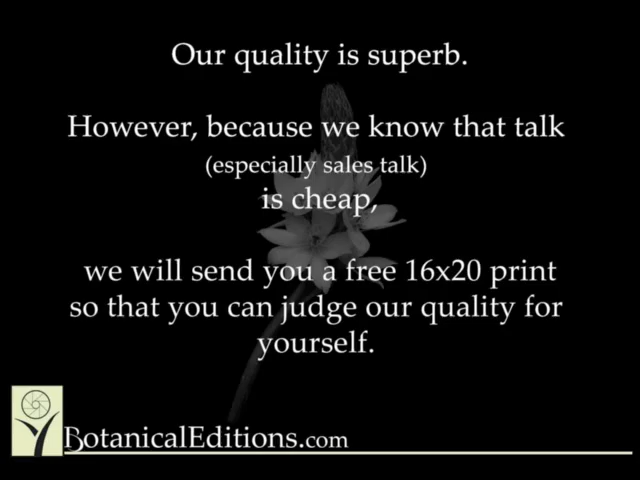 Our quality is superb.
However, because we know that talk
(especially sales talk)
is cheap,
we will send you a free 16x20 print
so that you can judge our quality for
yourself.
BotanicalEditions.com